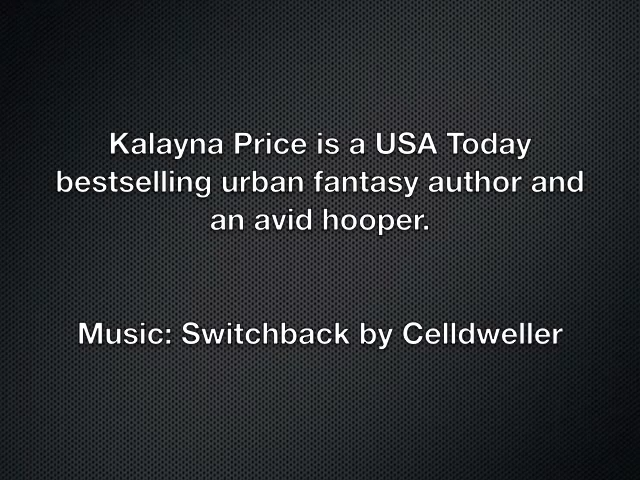 Kalayna Price is a USA Today
bestselling urban fantasy author and
an avid hooper.
Music: Switchback by Celldweller